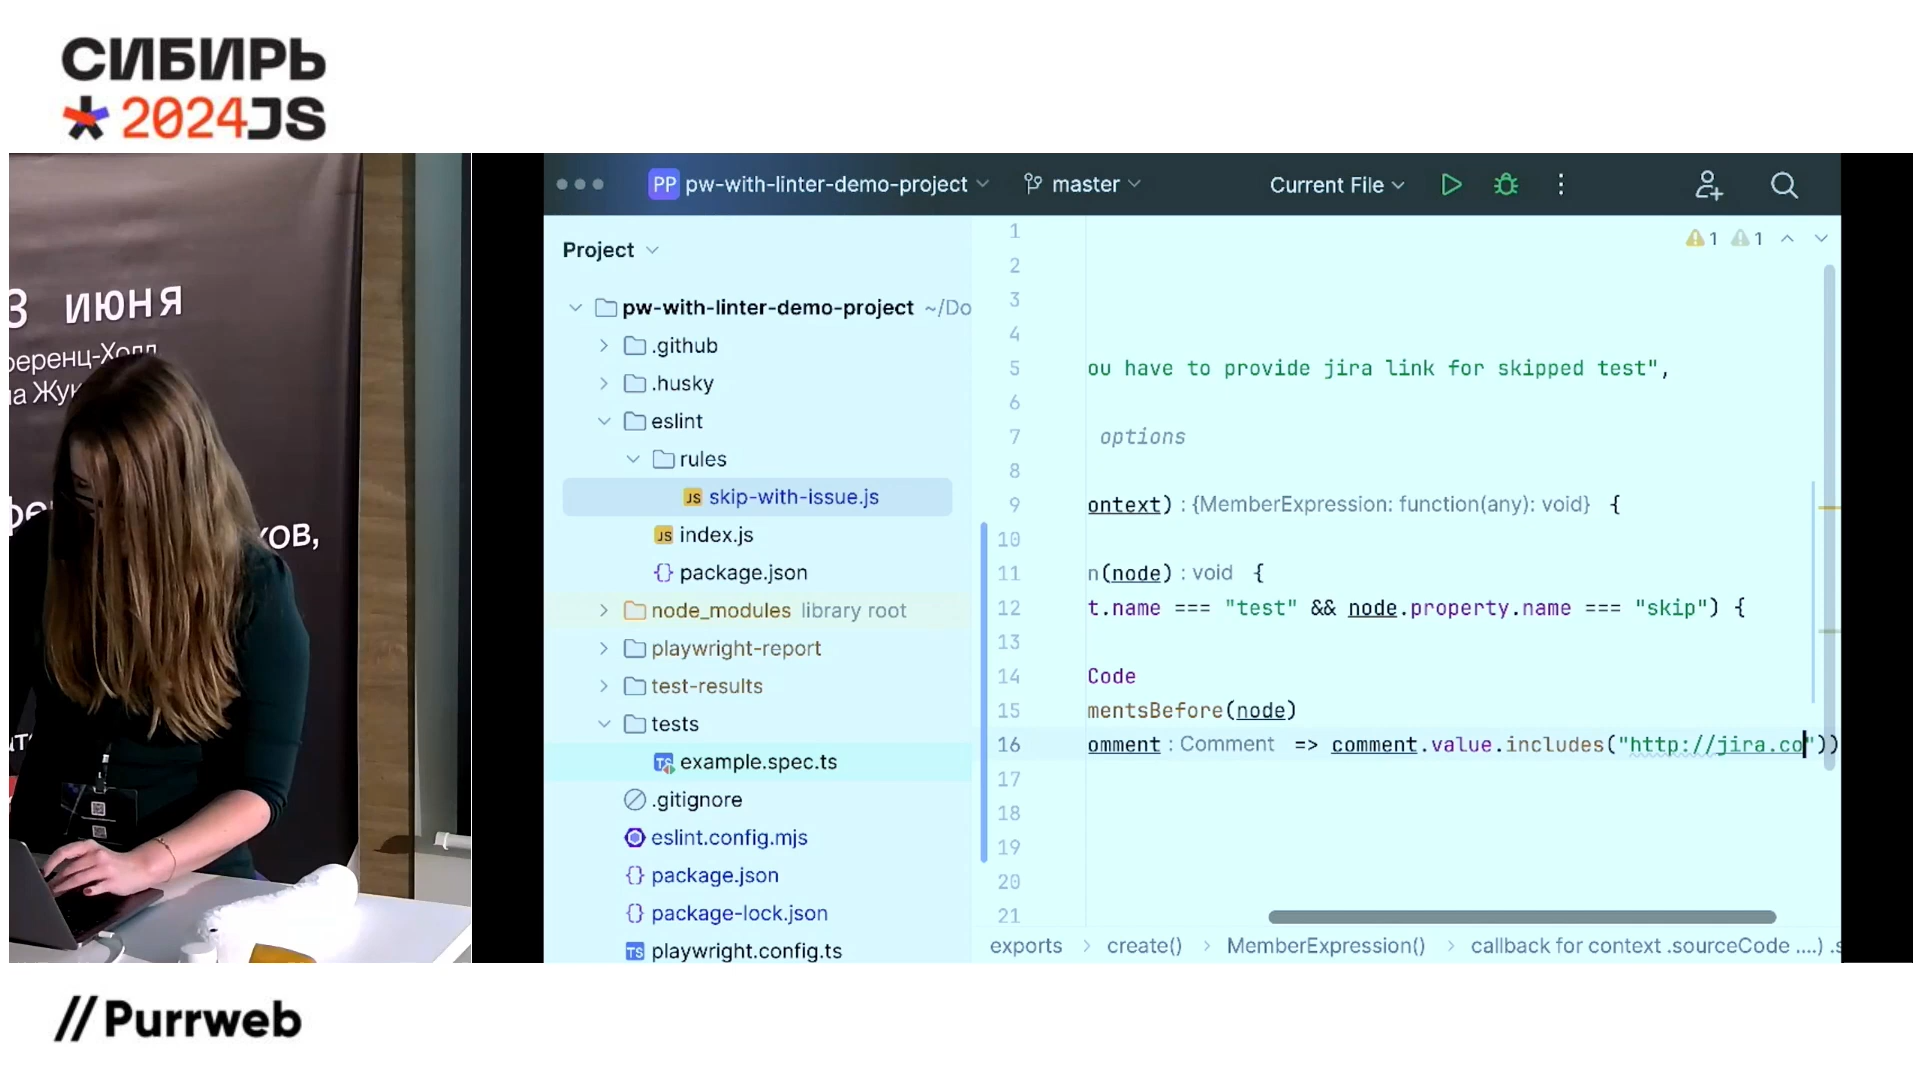 СИБИРЬ
2024JS
3 ИЮНЯ
PP pw-with-linter-demo-project
master
Current File
Project
pw-with-linter-demo-project ~/Do
.github
.husky
eslint
rules
JS skip-with-issue.js
JS index.js
{} package.json
node_modules library root
playwright-report
test-results
tests
TS example.spec.ts
.gitignore
eslint.config.mjs
{} package.json
{} package-lock.json
TS playwright.config.ts
1
1 1
2
3
4
5 ou have to provide jira link for skipped test",
6
7 options
8
9 ontext) : {MemberExpression: function(any): void} {
10
11 n(node) : void {
12 t.name === "test" && node.property.name === "skip") {
13
14 Code
15 mentsBefore(node)
16 omment : Comment => comment.value.includes("http://jira.co"))
17
18
19
20
21
exports > create() > MemberExpression() > callback for context .sourceCode ....) .s
//Purrweb